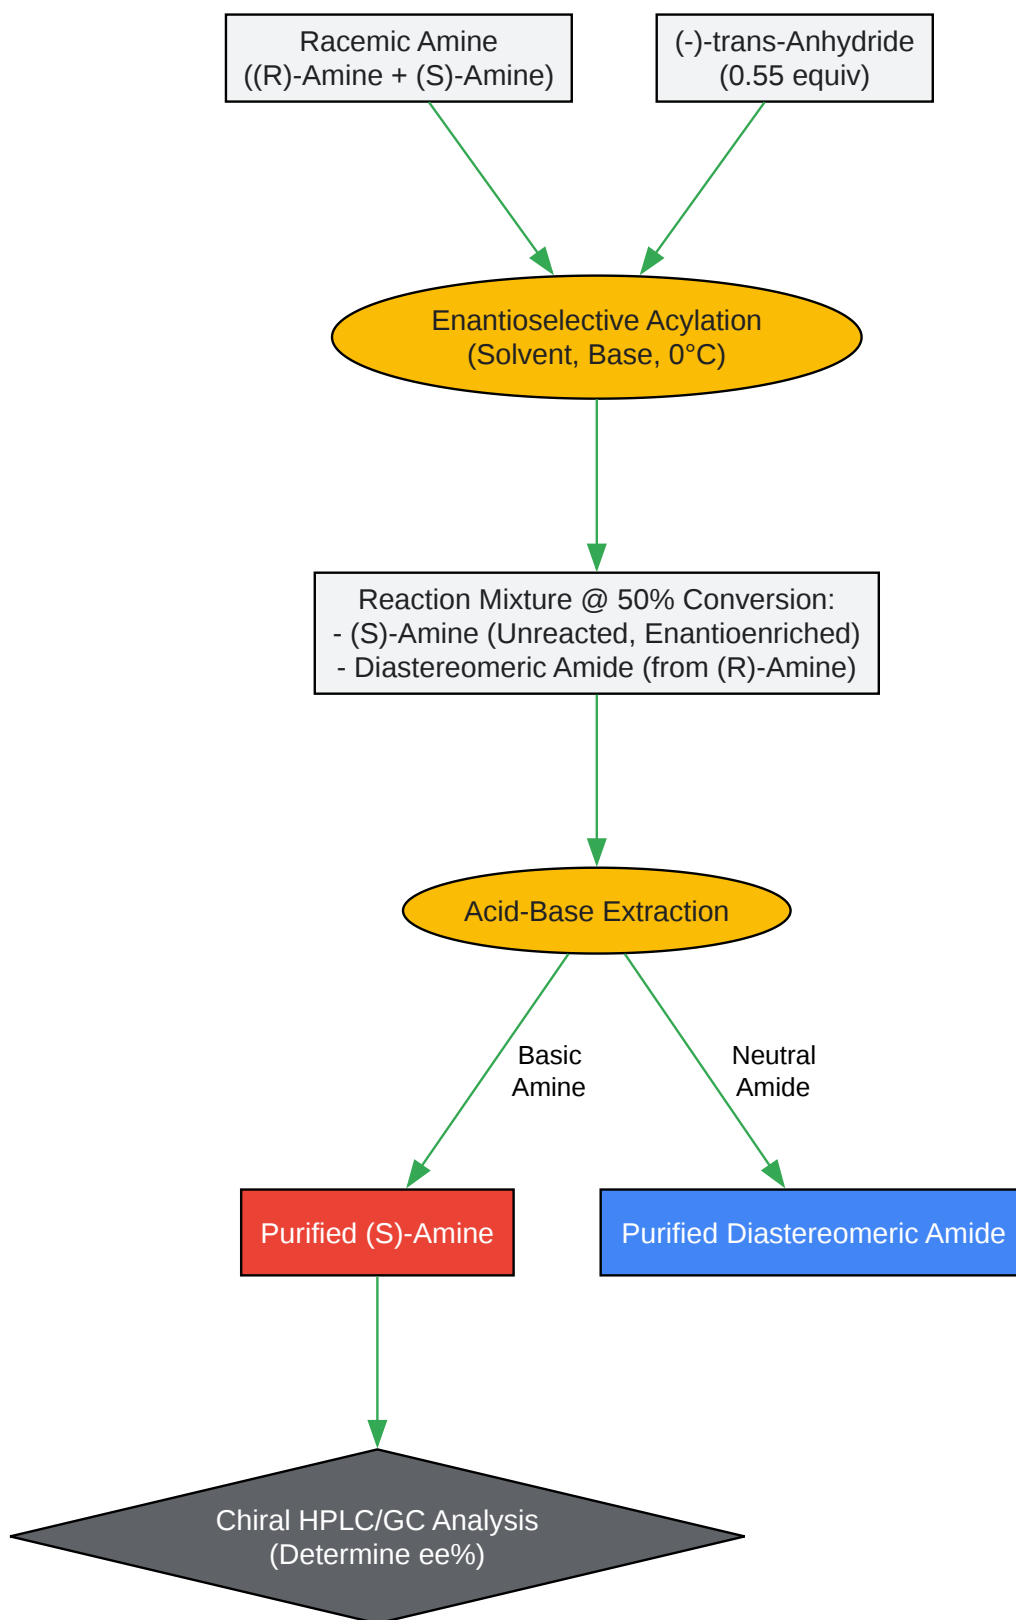 Racemic Amine
((R)-Amine + (S)-Amine)
(-)-trans-Anhydride
(0.55 equiv)
Enantioselective Acylation
(Solvent, Base, 0°C)
Reaction Mixture @ 50% Conversion:
- (S)-Amine (Unreacted, Enantioenriched)
- Diastereomeric Amide (from (R)-Amine)
Acid-Base Extraction
Basic
Amine
Neutral
Amide
Purified (S)-Amine
Purified Diastereomeric Amide
Chiral HPLC/GC Analysis
(Determine ee%)